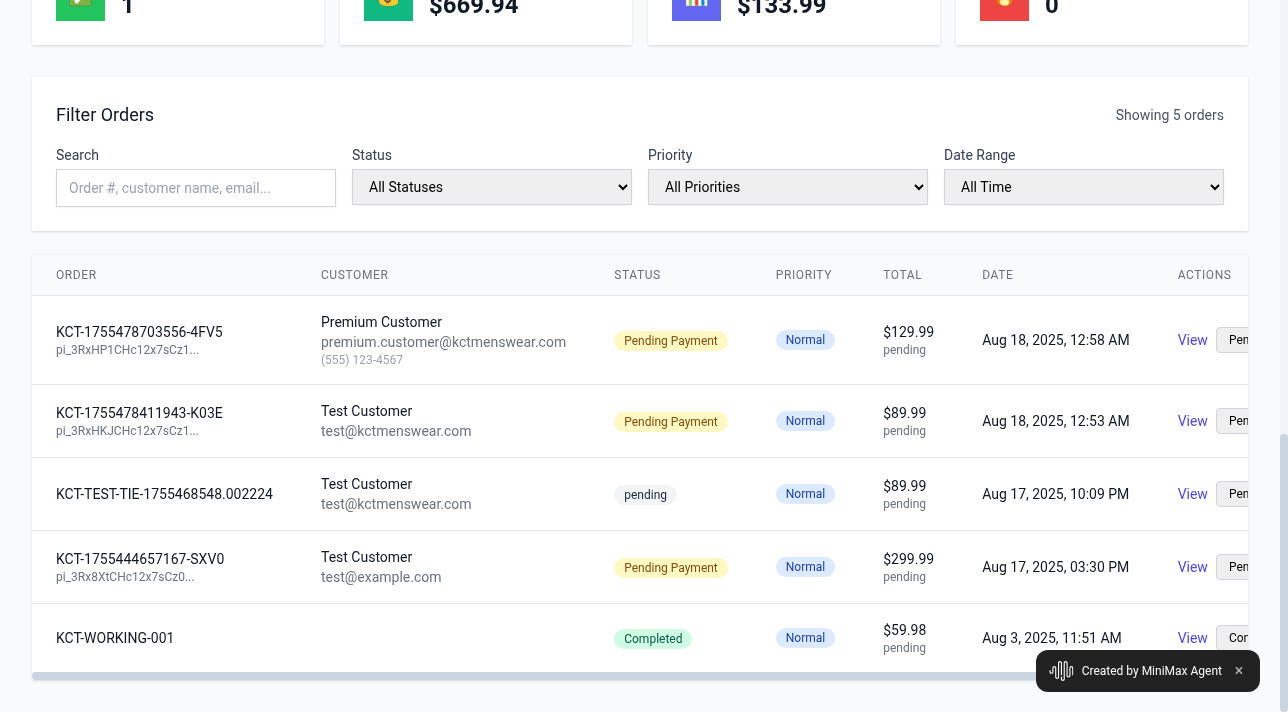 1
$669.94
$133.99
0
Filter Orders
Showing 5 orders
Search
Status
Priority
Date Range
Order #, customer name, email...
All Statuses
All Priorities
All Time
ORDER
CUSTOMER
STATUS
PRIORITY
TOTAL
DATE
ACTIONS
KCT-1755478703556-4FV5
pi_3RxHP1CHc12x7sCz1...
Premium Customer
premium.customer@kctmenswear.com
(555) 123-4567
Pending Payment
Normal
$129.99
pending
Aug 18, 2025, 12:58 AM
View
Pen
KCT-1755478411943-K03E
pi_3RxHKJCHc12x7sCz1...
Test Customer
test@kctmenswear.com
Pending Payment
Normal
$89.99
pending
Aug 18, 2025, 12:53 AM
View
Pen
KCT-TEST-TIE-1755468548.002224
Test Customer
test@kctmenswear.com
pending
Normal
$89.99
pending
Aug 17, 2025, 10:09 PM
View
Pen
KCT-1755444657167-SXV0
pi_3Rx8XtCHc12x7sCz0...
Test Customer
test@example.com
Pending Payment
Normal
$299.99
pending
Aug 17, 2025, 03:30 PM
View
Pen
KCT-WORKING-001
Completed
Normal
$59.98
pending
Aug 3, 2025, 11:51 AM
View
Con
Created by MiniMax Agent